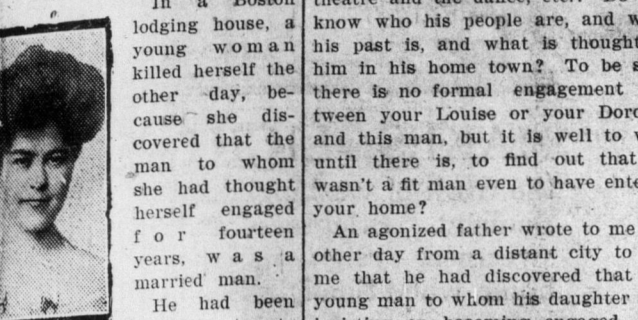 In a Boston
lodging house, a
young woman
killed herself the
other day, be-
cause she dis-
covered that the
man to whom
she had thought
herself engaged
for fourteen
years, was a
married man.
He had been
theatre and the dance,
know who his people are, and
his past is, and what is thought
him in his home town? To be
there is no formal engagement
tween your Louise or your
and this man, but it is well to
until there is, to find out that
wasn't a fit man even to have
your home?
An agonized father wrote to me
other day from a distant city to
me that he had discovered that
young man to whom his daughter
engaged